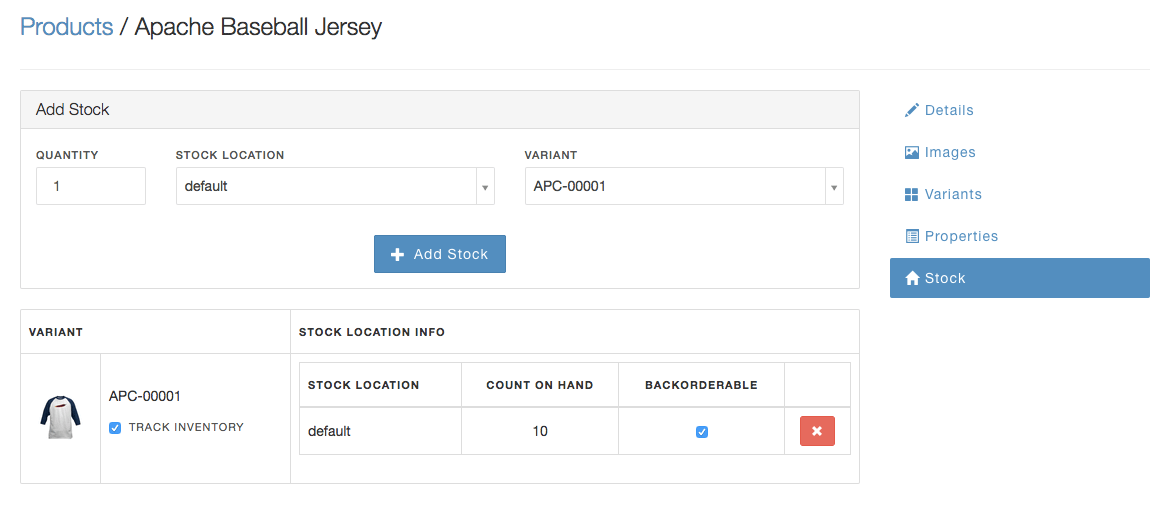 Products / Apache Baseball Jersey
Add Stock
QUANTITY STOCK LOCATION VARIANT
1 default APC-00001
Add Stock
Details
Images
Variants
Properties
Stock
VARIANT STOCK LOCATION INFO
APC-00001
TRACK INVENTORY
STOCK LOCATION COUNT ON HAND BACKORDERABLE
default 10